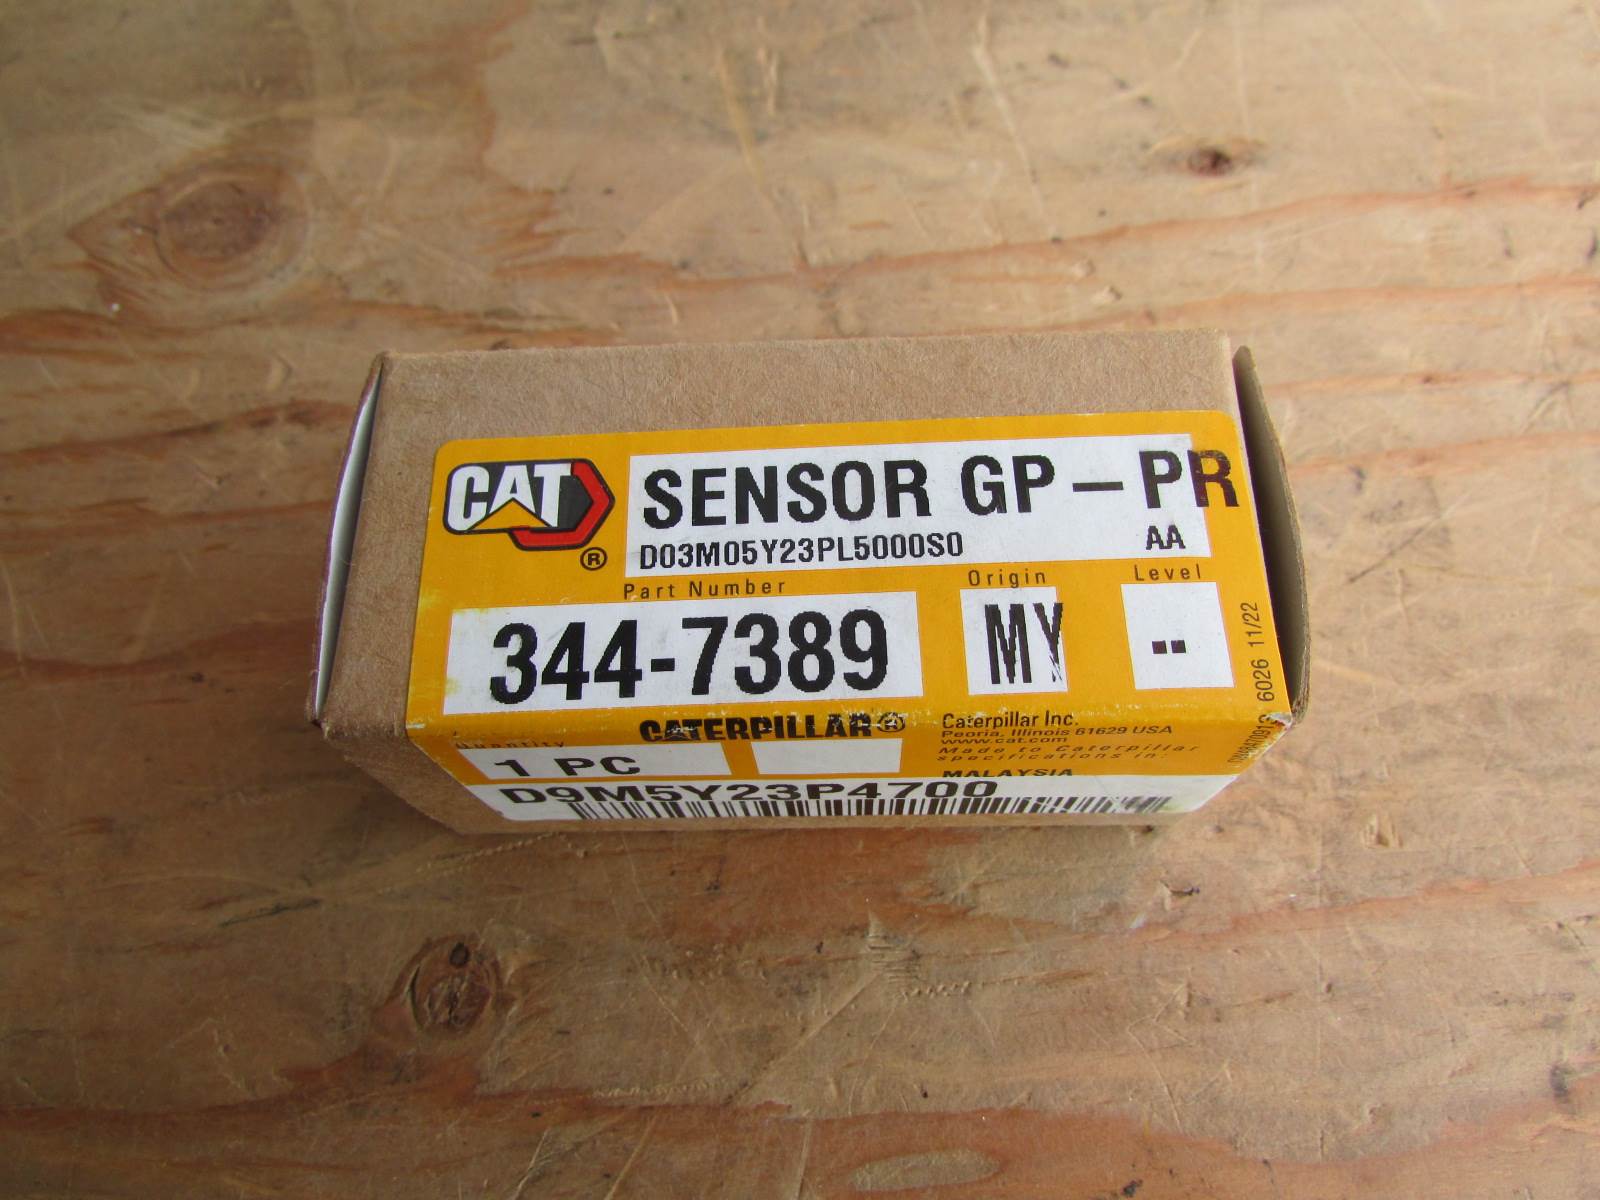 CAT
®
SENSOR GP – PR
D03M05Y23PL5000S0
AA
Part Number
Origin
Level
344-7389
MY
--
6026 11/22
CATERPILLAR®
Caterpillar Inc.
Peoria, Illinois 61629 USA
www.cat.com
Made to Caterpillar
specifications in:
MALAYSIA
Quantity
1 PC
D9M5Y23P4700